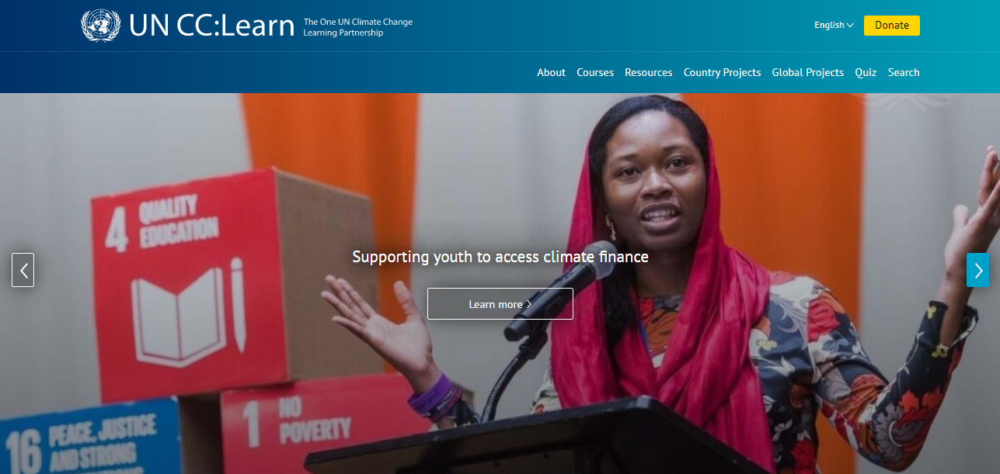 UN CC:Learn
The One UN Climate Change
Learning Partnership
English
Donate
About Courses Resources Country Projects Global Projects Quiz Search
4 QUALITY
EDUCATION
Supporting youth to access climate finance
Learn more
1 NO
POVERTY
16 PEACE, JUSTICE
AND STRONG